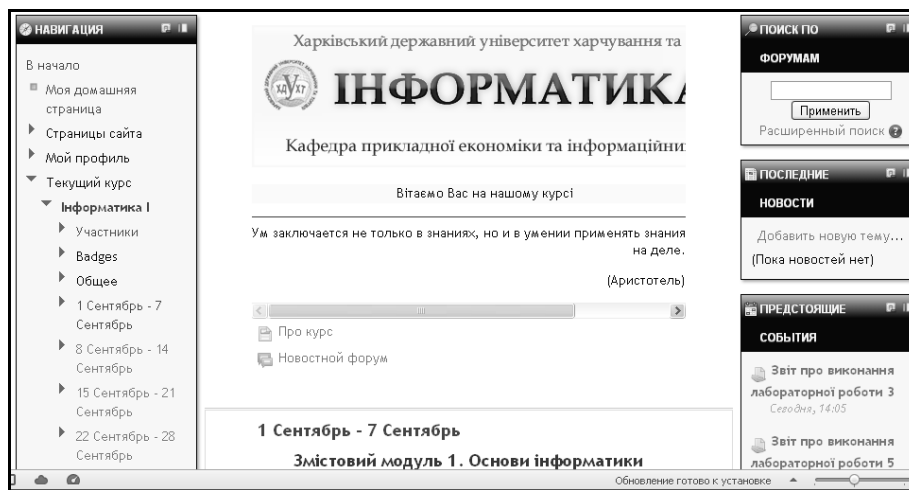 НАВИГАЦИЯ
В начало
Моя домашняя
страница
Страницы сайта
Мой профиль
Текущий курс
Інформатика I
Участники
Badges
Общее
1 Сентябрь - 7
Сентябрь
8 Сентябрь - 14
Сентябрь
15 Сентябрь - 21
Сентябрь
22 Сентябрь - 28
Сентябрь
Харківський державний університет харчування та
ХДУХТ
ІНФОРМАТИКА
Кафедра прикладної економіки та інформаційни
Вітаємо Вас на нашому курсі
Ум заключается не только в знаниях, но и в умении применять знания
на деле.
(Аристотель)
Про курс
Новостной форум
1 Сентябрь - 7 Сентябрь
Змістовий модуль 1. Основи інформатики
ПОИСК ПО
ФОРУМАМ
Применить
Расширенный поиск ?
ПОСЛЕДНИЕ
НОВОСТИ
Добавить новую тему...
(Пока новостей нет)
ПРЕДСТОЯЩИЕ
СОБЫТИЯ
Звіт про виконання
лабораторної роботи 3
Сегодня, 14:05
Звіт про виконання
лабораторної роботи 5
Обновление готово к установке